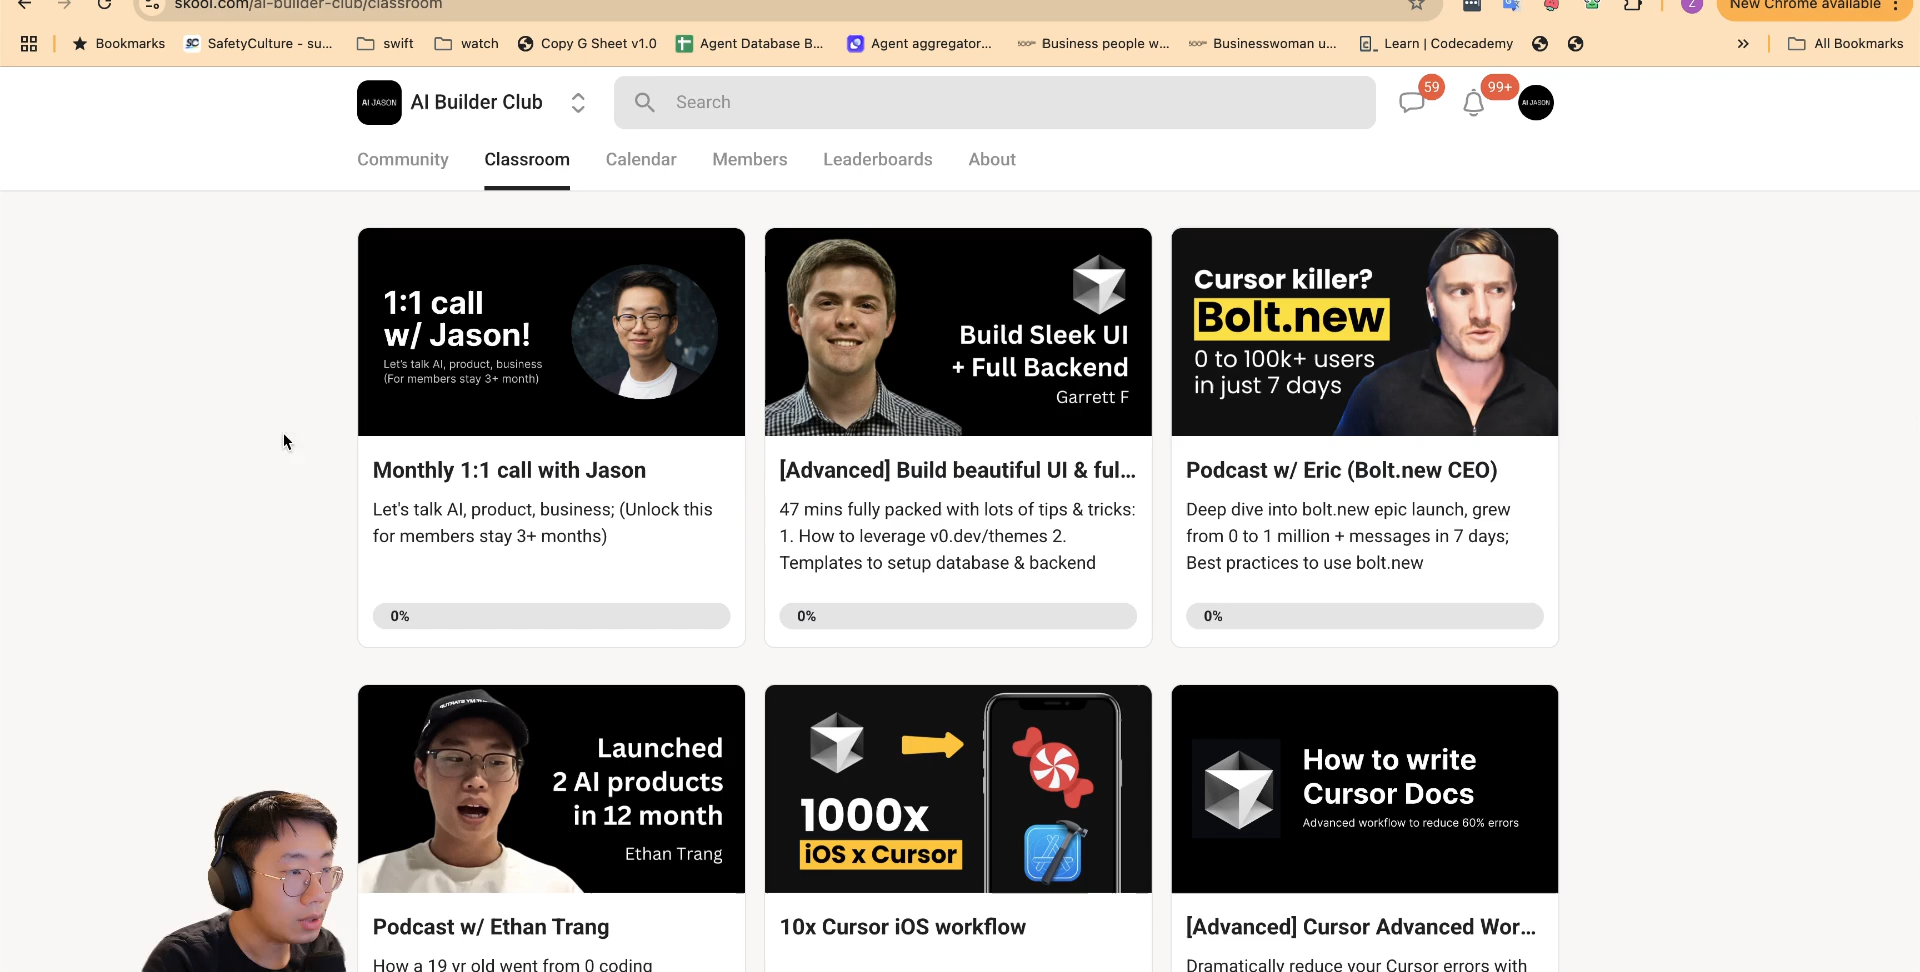 skool.com/ai-builder-club/classroom
New Chrome available
Bookmarks
SC
SafetyCulture - su...
swift
watch
Copy G Sheet v1.0
Agent Database B...
Agent aggregator...
Business people w...
Businesswoman u...
Learn | Codecademy
All Bookmarks
AI JASON
AI Builder Club
Search
59
99+
AI JASON
Community
Classroom
Calendar
Members
Leaderboards
About
1:1 call
w/ Jason!
Let's talk AI, product, business
(For members stay 3+ month)
Monthly 1:1 call with Jason
Let's talk AI, product, business; (Unlock this
for members stay 3+ months)
0%
Build Sleek UI
+ Full Backend
Garrett F
[Advanced] Build beautiful UI & ful...
47 mins fully packed with lots of tips & tricks:
1. How to leverage v0.dev/themes 2.
Templates to setup database & backend
0%
Cursor killer?
Bolt.new
0 to 100k+ users
in just 7 days
Podcast w/ Eric (Bolt.new CEO)
Deep dive into bolt.new epic launch, grew
from 0 to 1 million + messages in 7 days;
Best practices to use bolt.new
0%
Launched
2 AI products
in 12 month
Ethan Trang
Podcast w/ Ethan Trang
How a 19 yr old went from 0 coding
1000x
iOS x Cursor
10x Cursor iOS workflow
How to write
Cursor Docs
Advanced workflow to reduce 60% errors
[Advanced] Cursor Advanced Wor...
Dramatically reduce your Cursor errors with